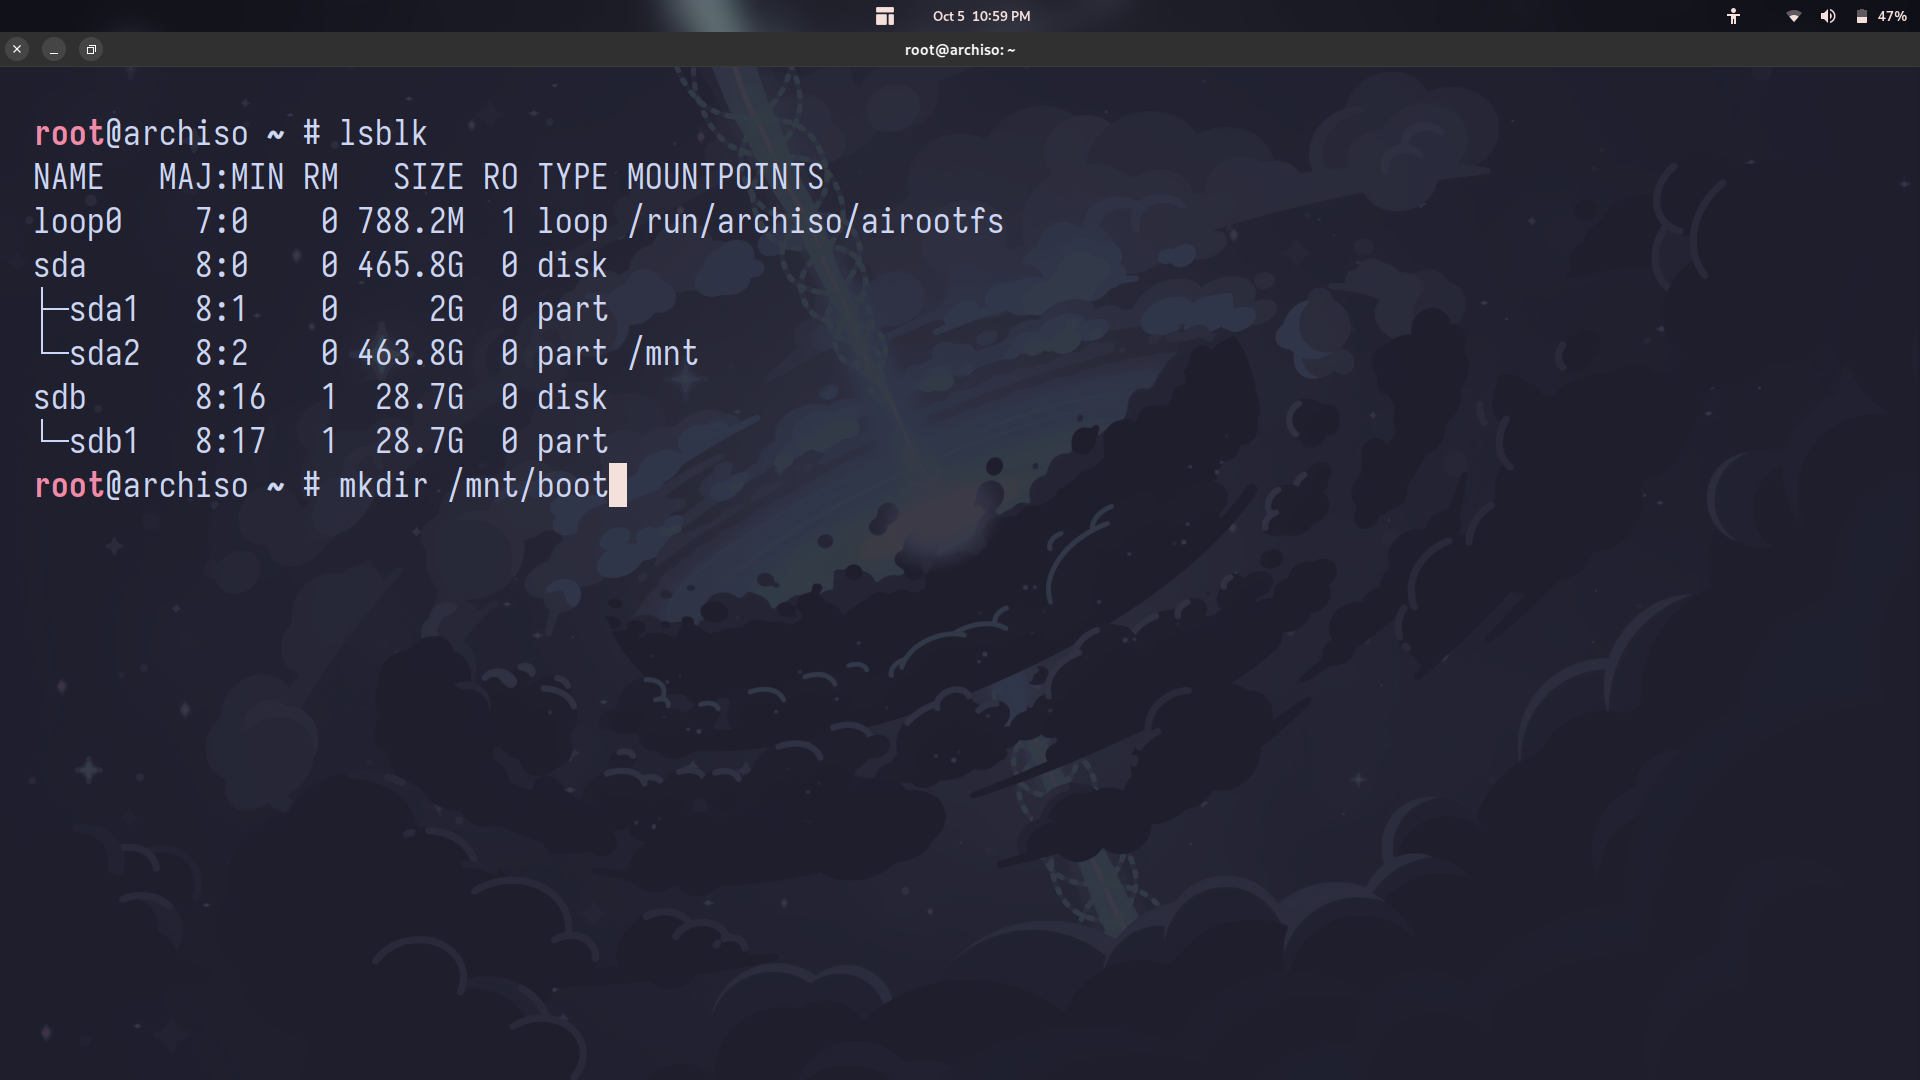 Oct 5 10:59 PM
47%
root@archiso: ~
root@archiso ~ # lsblk
NAME   MAJ:MIN RM   SIZE RO TYPE MOUNTPOINTS
loop0    7:0    0 788.2M  1 loop /run/archiso/airootfs
sda      8:0    0 465.8G  0 disk
├─sda1   8:1    0     2G  0 part
└─sda2   8:2    0 463.8G  0 part /mnt
sdb      8:16   1  28.7G  0 disk
└─sdb1   8:17   1  28.7G  0 part
root@archiso ~ # mkdir /mnt/boot